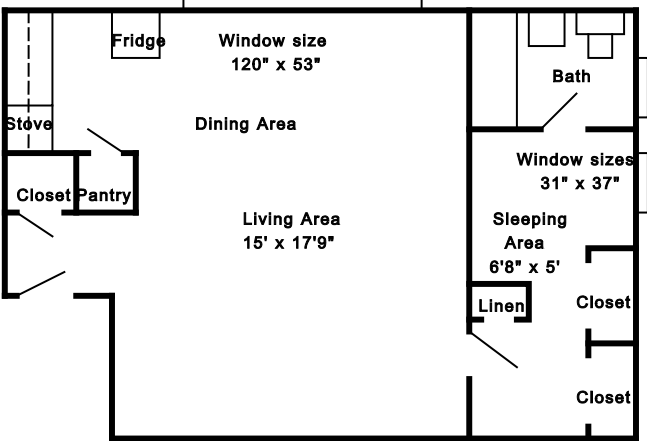 Fridge
Window size
120" x 53"
Bath
Stove
Dining Area
Window sizes
31" x 37"
Closet
Pantry
Living Area
15' x 17'9"
Sleeping
Area
6'8" x 5'
Linen
Closet
Closet